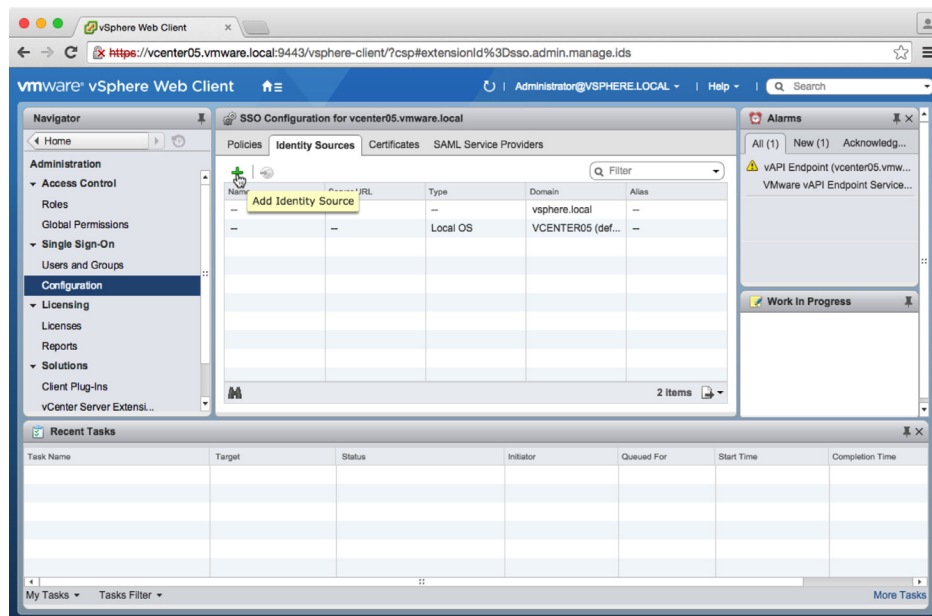 vSphere Web Client
https://vcenter05.vmware.local:9443/vsphere-client/?csp#extensionId%3Dsso.admin.manage.ids
vmware® vSphere Web Client
Administrator@VSPHERE.LOCAL
Help
Search
Navigator
Home
Administration
Access Control
Roles
Global Permissions
Single Sign-On
Users and Groups
Configuration
Licensing
Licenses
Reports
Solutions
Client Plug-Ins
vCenter Server Extensi...
SSO Configuration for vcenter05.vmware.local
Policies Identity Sources Certificates SAML Service Providers
Filter
Add Identity Source
Name Server URL Type Domain Alias
-- -- vsphere.local --
-- -- Local OS VCENTER05 (def... --
2 items
Alarms
All (1) New (1) Acknowledg...
vAPI Endpoint (vcenter05.vmw...
VMware vAPI Endpoint Service...
Work In Progress
Recent Tasks
Task Name Target Status Initiator Queued For Start Time Completion Time
My Tasks Tasks Filter More Tasks